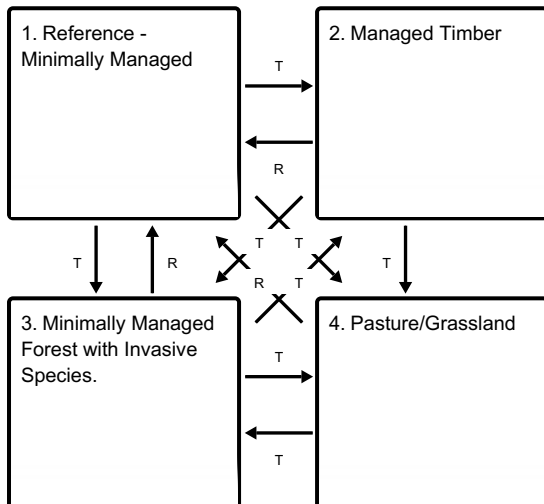 1. Reference -
Minimally Managed
2. Managed Timber
T
R
T
R
T
T
T
R
T
3. Minimally Managed
Forest with Invasive
Species.
4. Pasture/Grassland
T
T